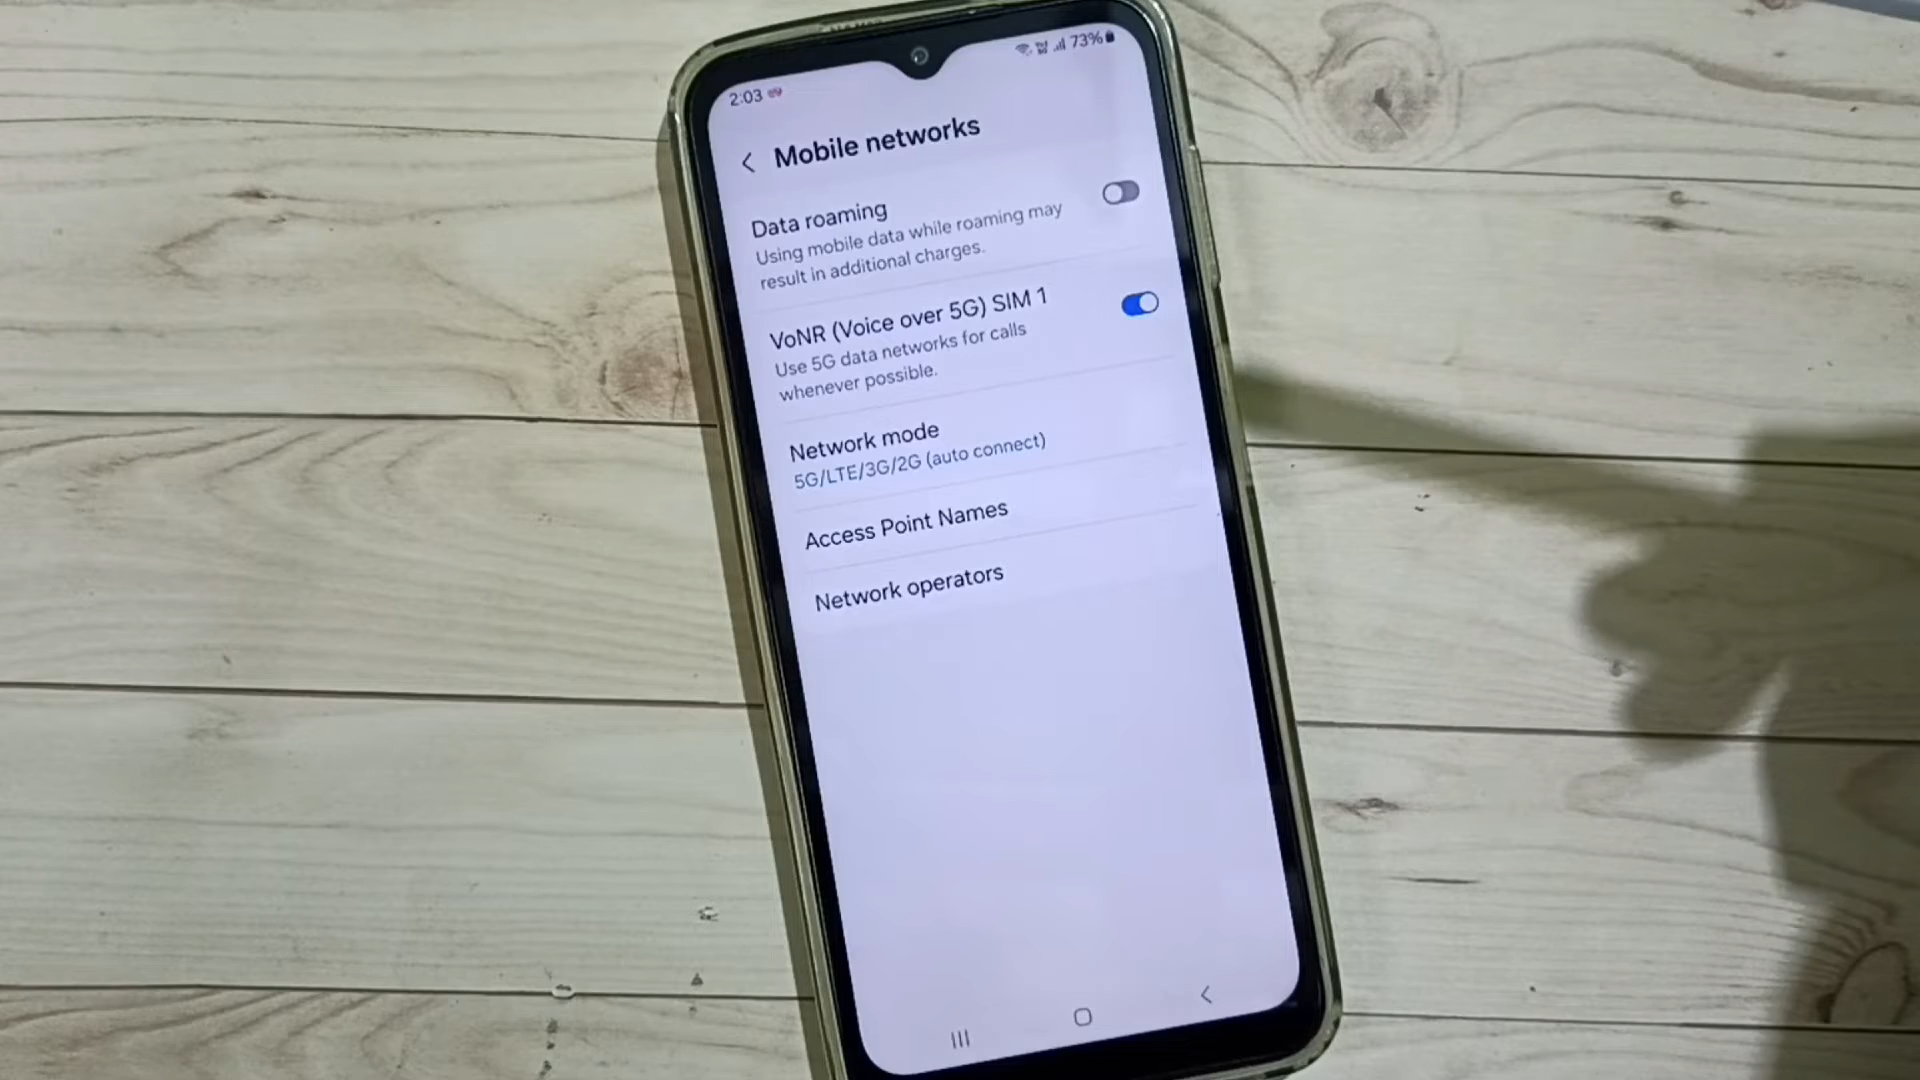 2:03
73%
Mobile networks
Data roaming
Using mobile data while roaming may
result in additional charges.
VoNR (Voice over 5G) SIM 1
Use 5G data networks for calls
whenever possible.
Network mode
5G/LTE/3G/2G (auto connect)
Access Point Names
Network operators